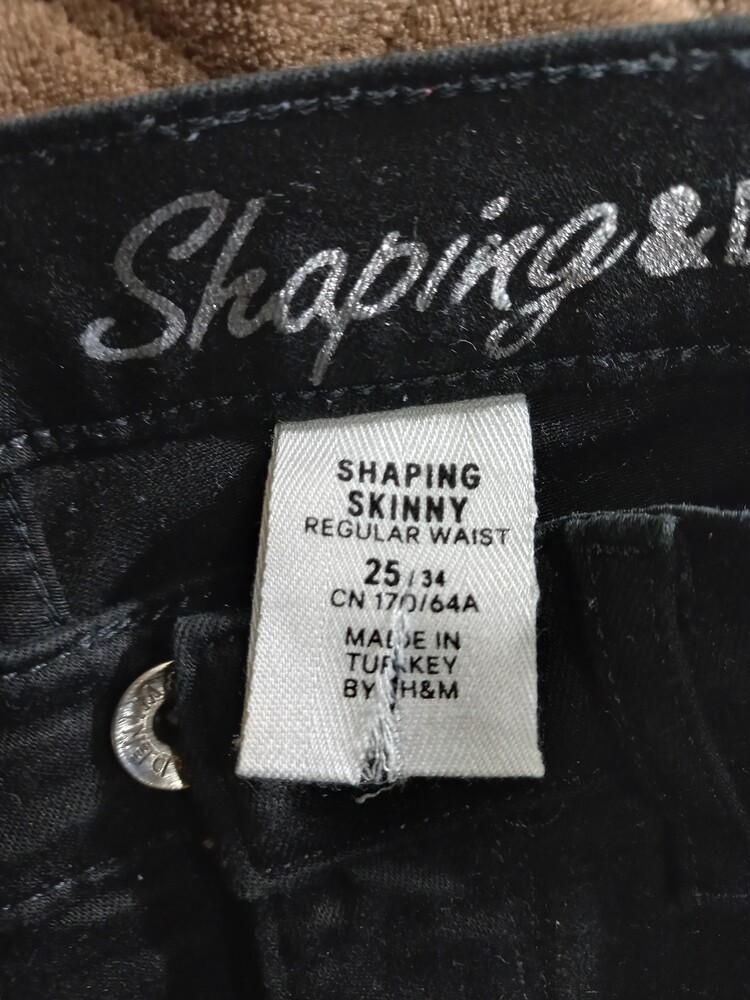 Shaping &
SHAPING
SKINNY
REGULAR WAIST
25 / 34
CN 170/64A
MADE IN
TURKEY
BY H&M